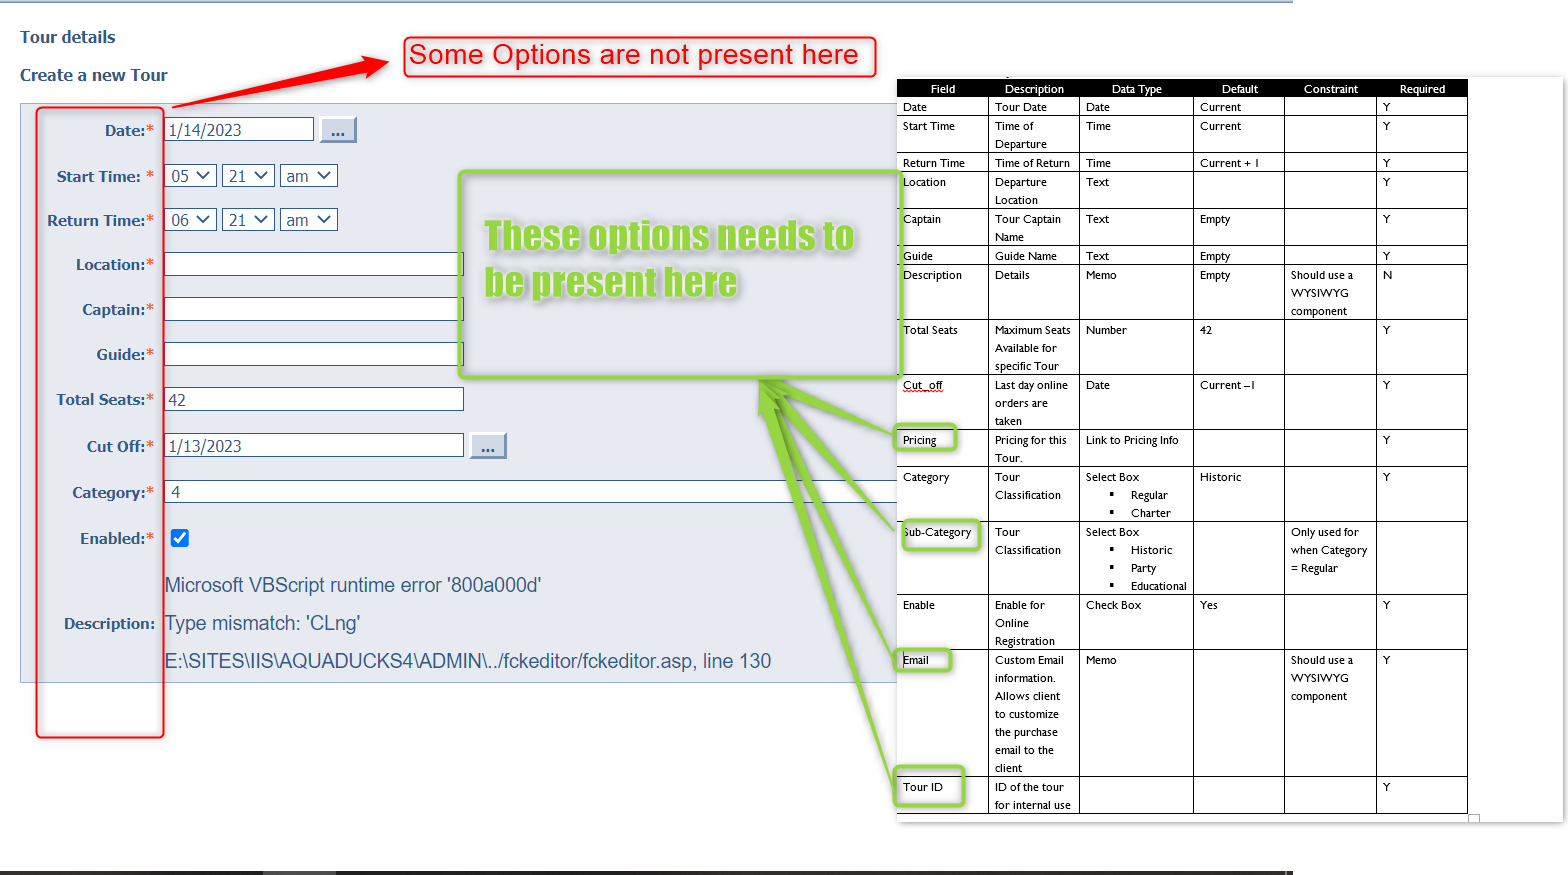 Tour details
Some Options are not present here
Create a new Tour
Date:* 1/14/2023 ...
Start Time: * 05 21 am
Return Time:* 06 21 am
Location:*
Captain:*
Guide:*
Total Seats:* 42
Cut Off:* 1/13/2023 ...
Category:* 4
Enabled:*
Microsoft VBScript runtime error '800a000d'
Description: Type mismatch: 'CLng'
E:\SITES\IIS\AQUADUCKS4\ADMIN\../fckeditor/fckeditor.asp, line 130
These options needs to
be present here
Field Description Data Type Default Constraint Required
Date Tour Date Date Current Y
Start Time Time of Time Current Y
Departure
Return Time Time of Return Time Current + 1 Y
Location Departure Text Y
Location
Captain Tour Captain Text Empty Y
Name
Guide Guide Name Text Empty Y
Description Details Memo Empty Should use a N
WYSIWYG
component
Total Seats Maximum Seats Number 42 Y
Available for
specific Tour
Cut_off Last day online Date Current –1 Y
orders are
taken
Pricing Pricing for this Link to Pricing Info Y
Tour.
Category Tour Select Box Historic Y
Classification ▪ Regular
▪ Charter
Sub-Category Tour Select Box Only used for
Classification ▪ Historic when Category
▪ Party = Regular
▪ Educational
Enable Enable for Check Box Yes Y
Online
Registration
Email Custom Email Memo Should use a Y
information. WYSIWYG
Allows client component
to customize
the purchase
email to the
client
Tour ID ID of the tour Y
for internal use